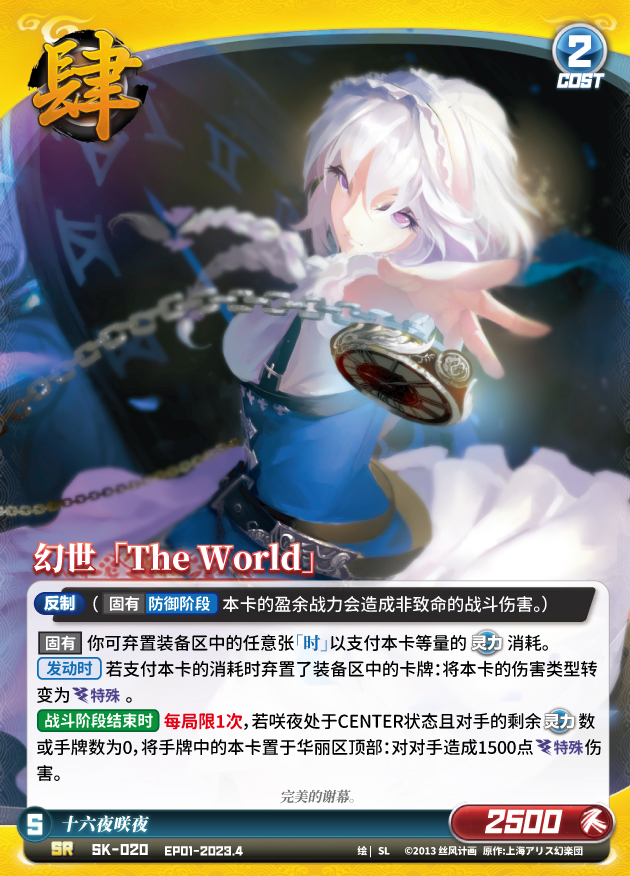 肆
2
COST
幻世「The World」
反制 （ 固有 防御阶段 本卡的盈余战力会造成非致命的战斗伤害。）
固有 你可弃置装备区中的任意张「时」以支付本卡等量的 灵力 消耗。
发动时 若支付本卡的消耗时弃置了装备区中的卡牌：将本卡的伤害类型转
变为 特殊 。
战斗阶段结束时 每局限1次，若咲夜处于CENTER状态且对手的剩余 灵力 数
或手牌数为0，将手牌中的本卡置于华丽区顶部：对对手造成1500点 特殊伤
害。
完美的谢幕。
S 十六夜咲夜
2500
SR SK-020 EP01-2023.4 绘| SL ©2013 丝风计画 原作:上海アリス幻楽団